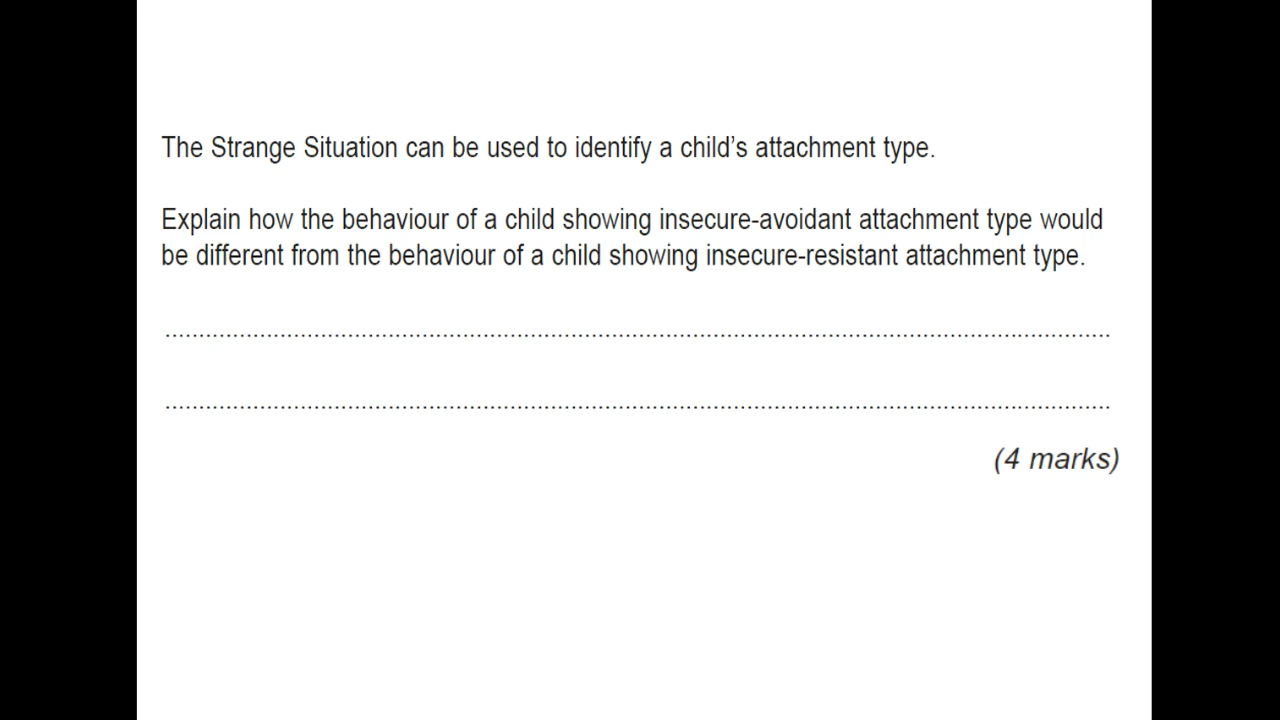 The Strange Situation can be used to identify a child’s attachment type.
Explain how the behaviour of a child showing insecure-avoidant attachment type would
be different from the behaviour of a child showing insecure-resistant attachment type.
(4 marks)